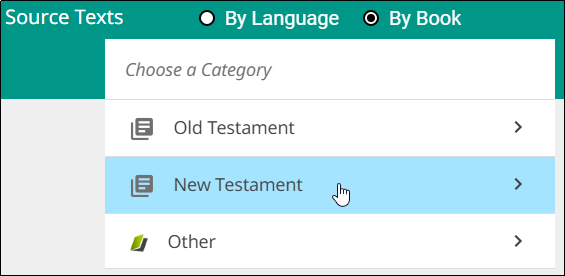 Source Texts By Language By Book
Choose a Category
Old Testament
New Testament
Other